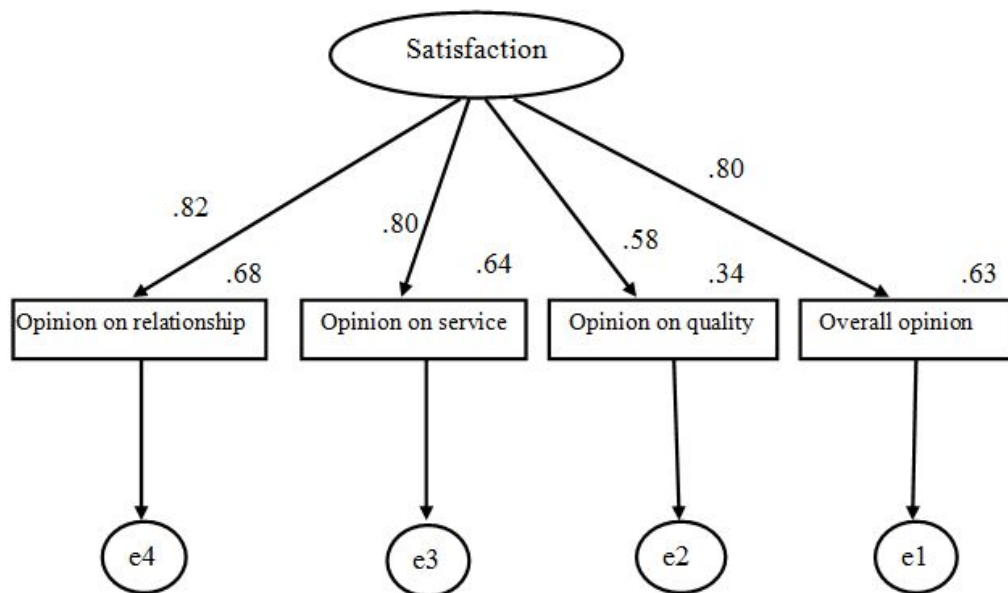 Satisfaction
.80
.82
.80
.58
.68
.64
.34
.63
Opinion on relationship
Opinion on service
Opinion on quality
Overall opinion
e4
e3
e2
e1